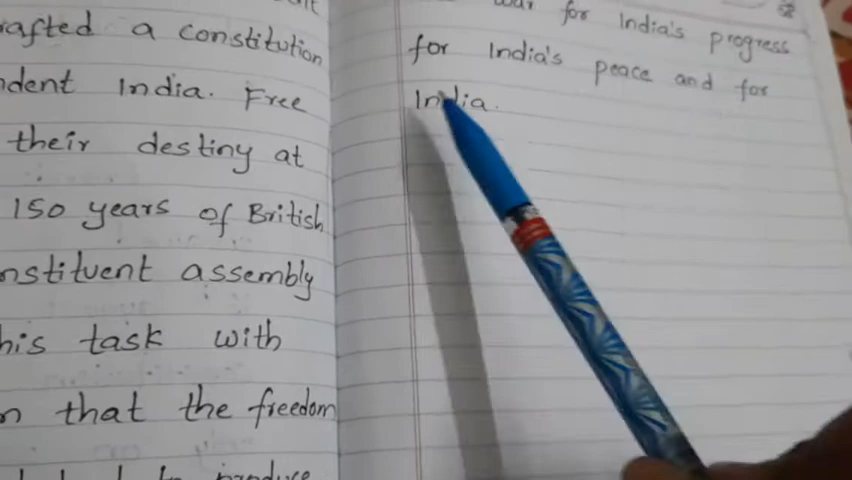 rafted a constitution
ndent India. Free
their destiny at
150 years of British
nstituent assembly
his task with
n that the freedom
produce
for India's progress
for India's peace and for
India.